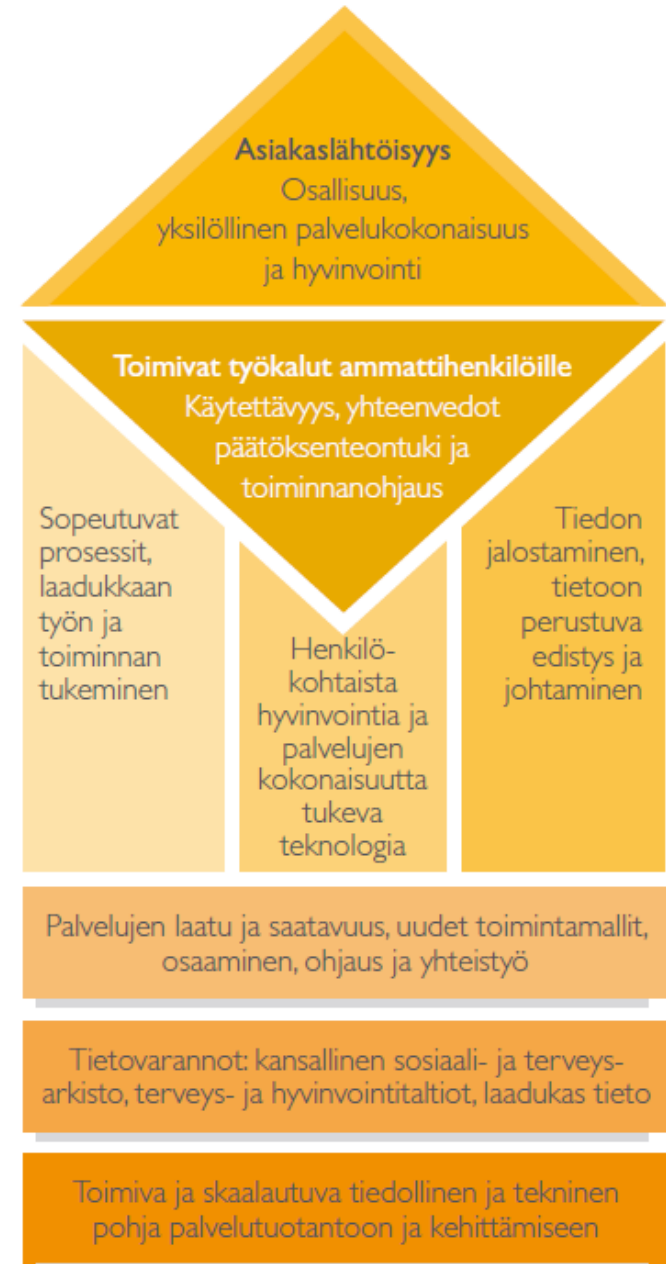 Asiakaslähtöisyys
Osallisuus,
yksilöllinen palvelukokonaisuus
ja hyvinvointi
Toimivat työkalut ammattihenkilöille
Käytettävyys, yhteenvedot
päätöksenteontuki ja
toiminnanohjaus
Sopeutuvat
prosessit,
laadukkaan
työn ja
toiminnan
tukeminen
Henkilö-
kohtaista
hyvinvointia ja
palvelujen
kokonaisuutta
tukeva
teknologia
Tiedon
jalostaminen,
tietoon
perustuva
edistys ja
johtaminen
Palvelujen laatu ja saatavuus, uudet toimintamallit,
osaaminen, ohjaus ja yhteistyö
Tietovarannot: kansallinen sosiaali- ja terveys-
arkisto, terveys- ja hyvinvointitaltiot, laadukas tieto
Toimiva ja skaalautuva tiedollinen ja tekninen
pohja palvelutuotantoon ja kehittämiseen